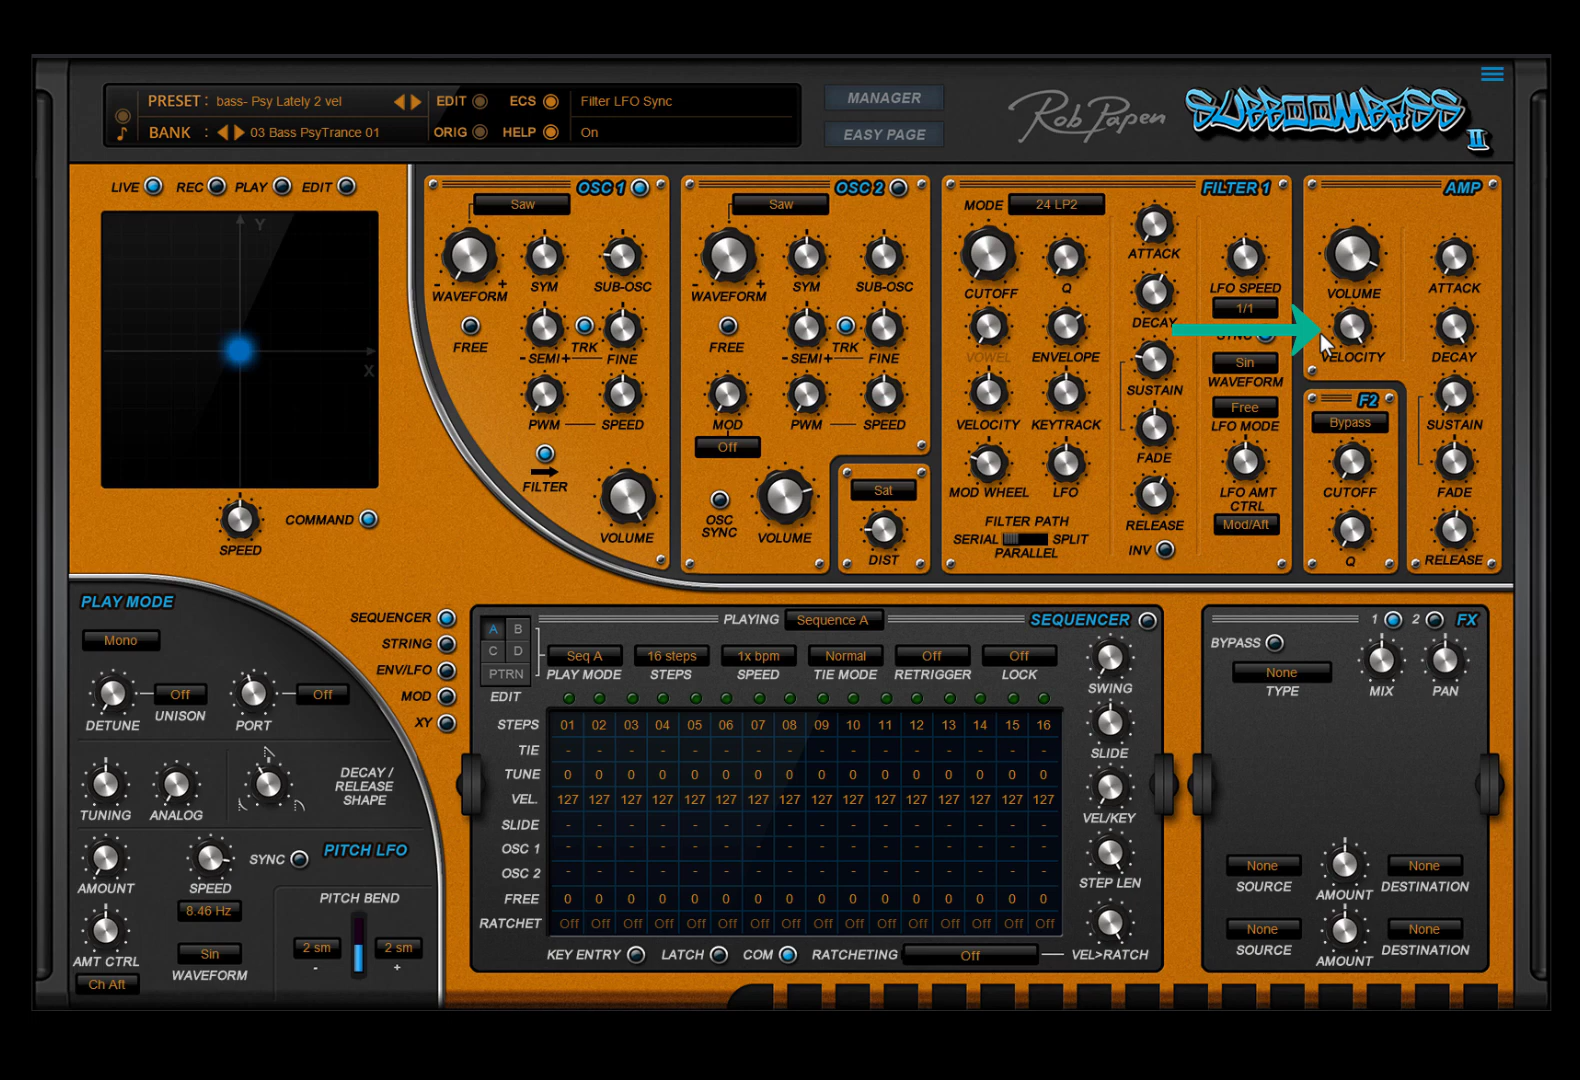 PRESET : bass- Psy Lately 2 vel
EDIT ECS Filter LFO Sync
BANK : 03 Bass PsyTrance 01
ORIG HELP On
MANAGER
EASY PAGE
Rob Papen
SUBBOOMBASS II
LIVE REC PLAY EDIT
Y
X
SPEED
COMMAND
OSC 1
Saw
- WAVEFORM +
SYM
SUB-OSC
FREE
- SEMI +
TRK
FINE
PWM
SPEED
FILTER
VOLUME
OSC 2
Saw
- WAVEFORM +
SYM
SUB-OSC
FREE
- SEMI +
TRK
FINE
MOD
PWM
SPEED
Off
OSC SYNC
VOLUME
Sat
DIST
FILTER 1
MODE 24 LP2
CUTOFF
Q
VOWEL
ENVELOPE
VELOCITY
KEYTRACK
MOD WHEEL
LFO
FILTER PATH
SERIAL SPLIT
PARALLEL
ATTACK
DECAY
SUSTAIN
FADE
RELEASE
INV
LFO SPEED
1/1
SYNC
Sin
WAVEFORM
Free
LFO MODE
LFO AMT
CTRL
Mod/Aft
AMP
VOLUME
ATTACK
VELOCITY
DECAY
SUSTAIN
FADE
RELEASE
F2
Bypass
CUTOFF
Q
PLAY MODE
Mono
DETUNE
Off
UNISON
PORT
Off
TUNING
ANALOG
DECAY /
RELEASE
SHAPE
PITCH LFO
AMOUNT
SPEED
SYNC
8.46 Hz
AMT CTRL
Ch Aft
Sin
WAVEFORM
PITCH BEND
2 sm
-
2 sm
+
SEQUENCER
STRING
ENV/LFO
MOD
XY
A B
C D
PTRN
EDIT
PLAYING Sequence A SEQUENCER
Seq A 16 steps 1x bpm Normal Off Off
PLAY MODE STEPS SPEED TIE MODE RETRIGGER LOCK
STEPS 01 02 03 04 05 06 07 08 09 10 11 12 13 14 15 16
TIE - - - - - - - - - - - - - - - -
TUNE 0 0 0 0 0 0 0 0 0 0 0 0 0 0 0 0
VEL. 127 127 127 127 127 127 127 127 127 127 127 127 127 127 127 127
SLIDE - - - - - - - - - - - - - - - -
OSC 1 - - - - - - - - - - - - - - - -
OSC 2 - - - - - - - - - - - - - - - -
FREE 0 0 0 0 0 0 0 0 0 0 0 0 0 0 0 0
RATCHET Off Off Off Off Off Off Off Off Off Off Off Off Off Off Off Off
KEY ENTRY LATCH COM RATCHETING Off VEL>RATCH
SWING
SLIDE
VEL/KEY
STEP LEN
1 2 FX
BYPASS
None
TYPE
MIX
PAN
None
SOURCE
AMOUNT
None
DESTINATION
None
SOURCE
AMOUNT
None
DESTINATION